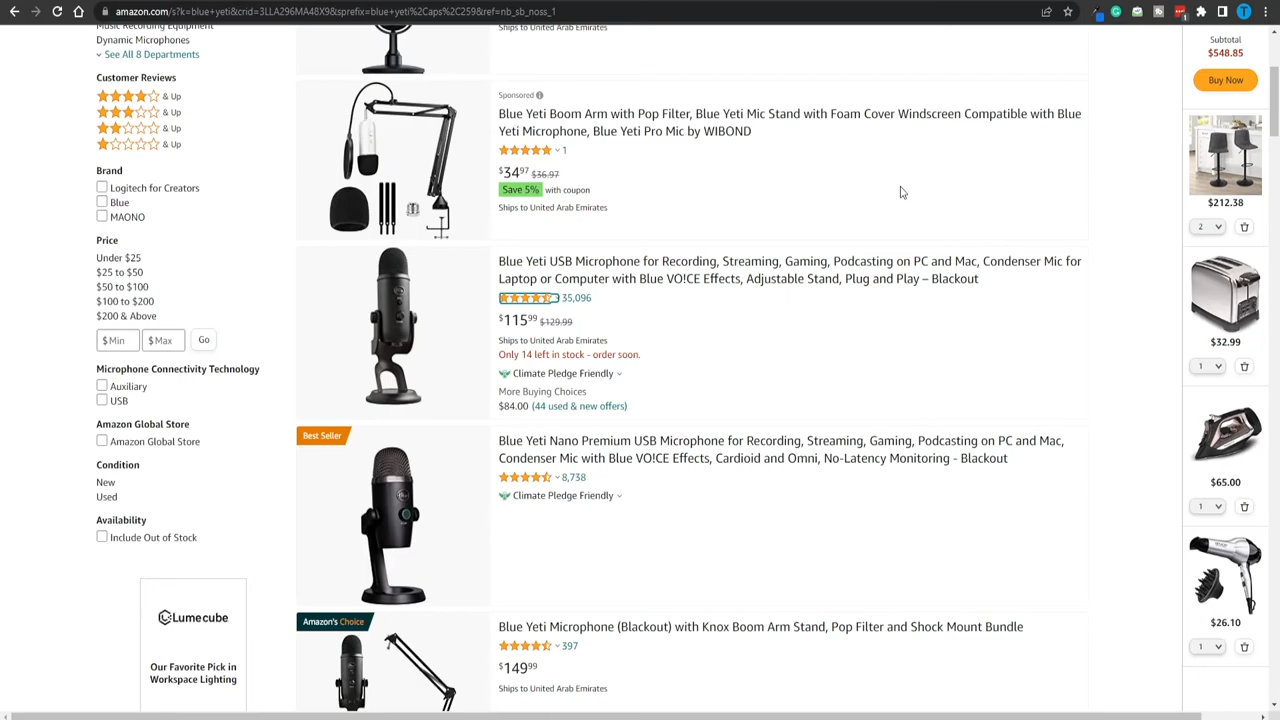 amazon.com/s?k=blue+yeti&crid=3LLA296MA48X9&sprefix=blue+yeti%2Caps%2C259&ref=nb_sb_noss_1
Music Recording Equipment
Dynamic Microphones
See All 8 Departments
Customer Reviews
& Up
& Up
& Up
& Up
Brand
Logitech for Creators
Blue
MAONO
Price
Under $25
$25 to $50
$50 to $100
$100 to $200
$200 & Above
$ Min $ Max Go
Microphone Connectivity Technology
Auxiliary
USB
Amazon Global Store
Amazon Global Store
Condition
New
Used
Availability
Include Out of Stock
Lumecube
Our Favorite Pick in
Workspace Lighting
Ships to United Arab Emirates
Sponsored
Blue Yeti Boom Arm with Pop Filter, Blue Yeti Mic Stand with Foam Cover Windscreen Compatible with Blue
Yeti Microphone, Blue Yeti Pro Mic by WIBOND
1
$34 97 $36.97
Save 5% with coupon
Ships to United Arab Emirates
Blue Yeti USB Microphone for Recording, Streaming, Gaming, Podcasting on PC and Mac, Condenser Mic for
Laptop or Computer with Blue VO!CE Effects, Adjustable Stand, Plug and Play – Blackout
35,096
$115 99 $129.99
Ships to United Arab Emirates
Only 14 left in stock - order soon.
Climate Pledge Friendly
More Buying Choices
$84.00 (44 used & new offers)
Best Seller
Blue Yeti Nano Premium USB Microphone for Recording, Streaming, Gaming, Podcasting on PC and Mac,
Condenser Mic with Blue VO!CE Effects, Cardioid and Omni, No-Latency Monitoring - Blackout
8,738
Climate Pledge Friendly
Amazon's Choice
Blue Yeti Microphone (Blackout) with Knox Boom Arm Stand, Pop Filter and Shock Mount Bundle
397
$149 99
Ships to United Arab Emirates
Subtotal
$548.85
Buy Now
$212.38
2
$32.99
1
$65.00
1
$26.10
1